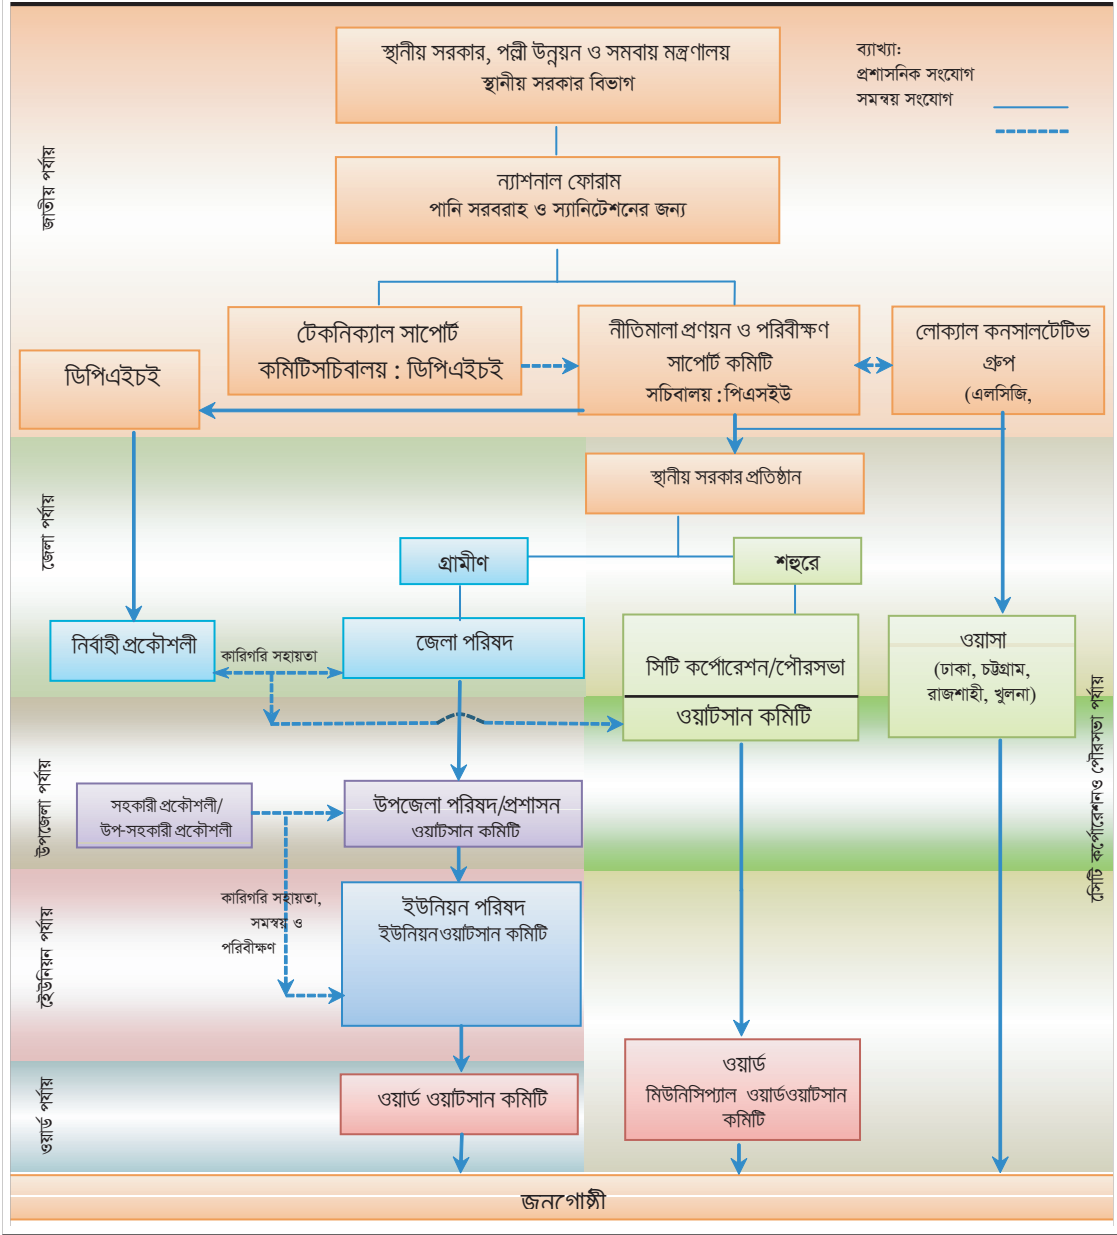 স্থানীয় সরকার, পল্লী উন্নয়ন ও সমবায় মন্ত্রণালয়
স্থানীয় সরকার বিভাগ
ব্যাখ্যা:
প্রশাসনিক সংযোগ
সমন্বয় সংযোগ
জাতীয় পর্যায়
ন্যাশনাল ফোরাম
পানি সরবরাহ ও স্যানিটেশনের জন্য
টেকনিক্যাল সাপোর্ট
কমিটিসচিবালয় : ডিপিএইচই
নীতিমালা প্রণয়ন ও পরিবীক্ষণ
সাপোর্ট কমিটি
সচিবালয় : পিএসইউ
লোক্যাল কনসালটেটিভ
গ্রুপ
(এলসিজি,
ডিপিএইচই
জেলা পর্যায়
স্থানীয় সরকার প্রতিষ্ঠান
গ্রামীণ
শহুরে
নির্বাহী প্রকৌশলী
কারিগরি সহায়তা
জেলা পরিষদ
সিটি কর্পোরেশন/পৌরসভা
ওয়াটসান কমিটি
ওয়াসা
(ঢাকা, চট্টগ্রাম,
রাজশাহী, খুলনা)
সিটি কর্পোরেশনও পৌরসভা পর্যায়
উপজেলা পর্যায়
সহকারী প্রকৌশলী/
উপ-সহকারী প্রকৌশলী
উপজেলা পরিষদ/প্রশাসন
ওয়াটসান কমিটি
ইউনিয়ন পর্যায়
কারিগরি সহায়তা,
সমন্বয় ও
পরিবীক্ষণ
ইউনিয়ন পরিষদ
ইউনিয়ন ওয়াটসান কমিটি
ওয়ার্ড পর্যায়
ওয়ার্ড ওয়াটসান কমিটি
ওয়ার্ড
মিউনিসিপ্যাল ওয়ার্ডওয়াটসান
কমিটি
জনগোষ্ঠী